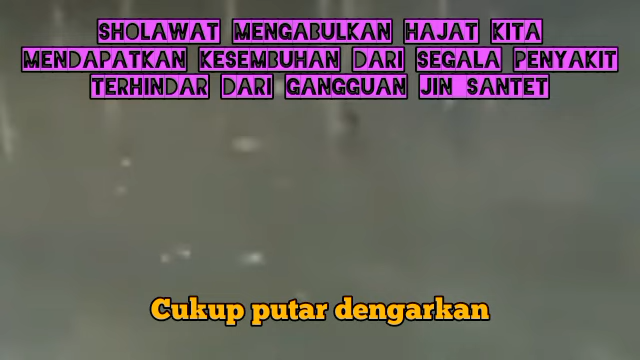 SHOLAWAT MENGABULKAN HAJAT KITA
MENDAPATKAN KESEMBUHAN DARI SEGALA PENYAKIT
TERHINDAR DARI GANGGUAN JIN SANTET
Cukup putar dengarkan